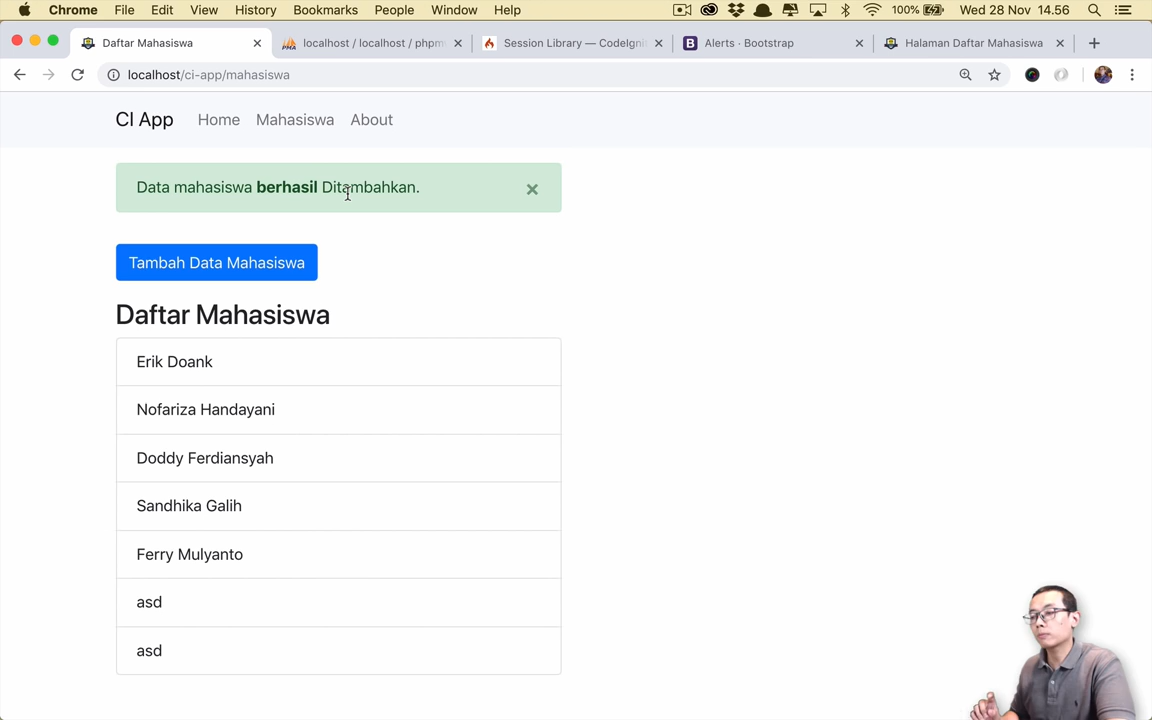 Chrome File Edit View History Bookmarks People Window Help 100% Wed 28 Nov 14.56
Daftar Mahasiswa
localhost / localhost / phpm
Session Library — CodeIgni
Alerts · Bootstrap
Halaman Daftar Mahasiswa
localhost/ci-app/mahasiswa
CI App Home Mahasiswa About
Data mahasiswa berhasil Ditambahkan. ×
Tambah Data Mahasiswa
Daftar Mahasiswa
Erik Doank
Nofariza Handayani
Doddy Ferdiansyah
Sandhika Galih
Ferry Mulyanto
asd
asd